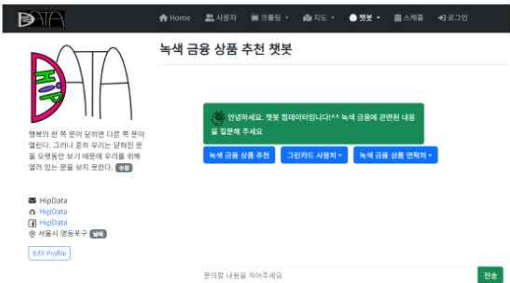 DATA
Home 사용자 크롤링 지도 챗봇 스케쥴 로그인
녹색 금융 상품 추천 챗봇
HIP DATA
안녕하세요. 챗봇 힙데이터입니다!^^ 녹색 금융에 관련된 내용
을 질문해 주세요
녹색 금융 상품 추천 그린카드 사용처 녹색 금융 상품 연락처
행복의 한 쪽 문이 닫히면 다른 쪽 문이
열린다. 그러나 흔히 우리는 닫혀진 문
을 오랫동안 보기 때문에 우리를 위해
열려 있는 문을 보지 못한다. 수정
HipData
HipData
HipData
서울시 영등포구 날씨
Edit Profile
문의할 내용을 적어주세요 전송